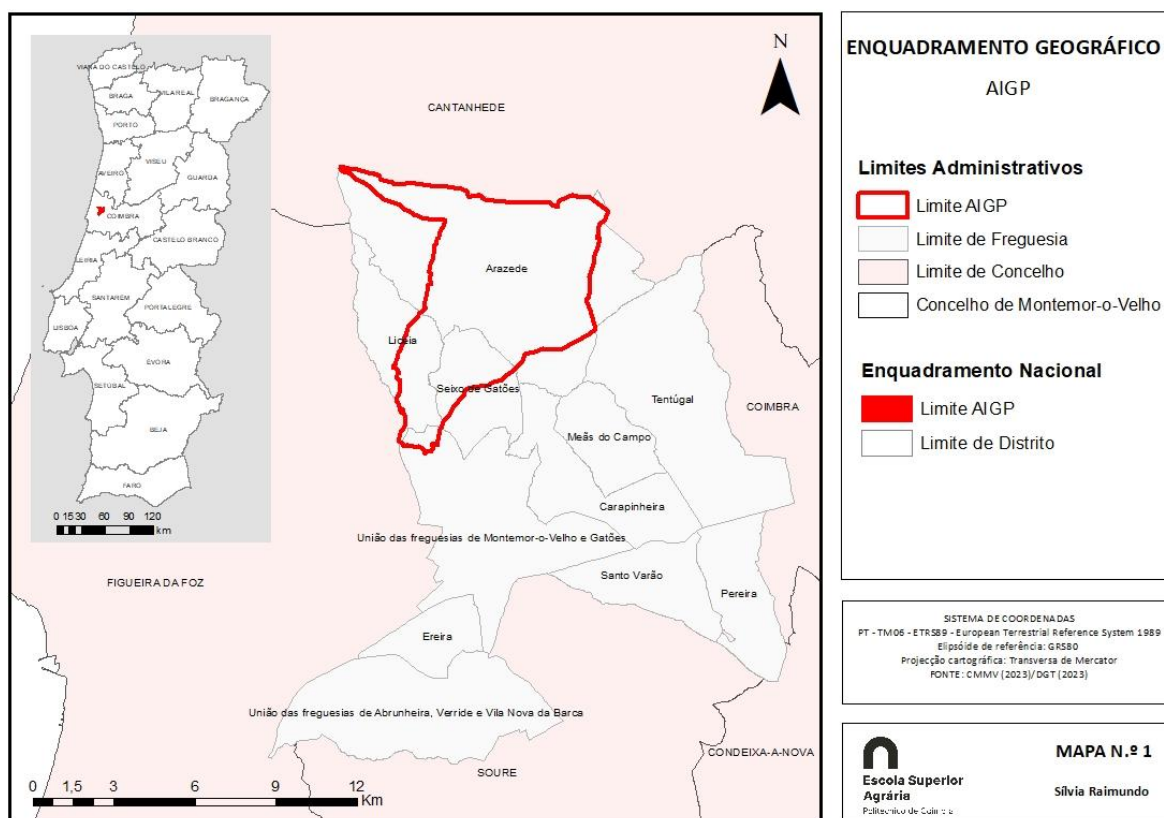 VIANA DO CASTELO
BRAGA
VILA REAL
BRAGANÇA
PORTO
AVEIRO
VISEU
GUARDA
COIMBRA
CASTELO BRANCO
LEIRIA
SANTARÉM
PORTALEGRE
LISBOA
ÉVORA
SETÚBAL
BEJA
FARO
0 15 30 60 90 120
km
N
CANTANHEDE
Arazede
Liceia
Seixo de Gatões
Tentúgal
COIMBRA
Meãs do Campo
Carapinheira
União das freguesias de Montemor-o-Velho e Gatões
FIGUEIRA DA FOZ
Santo Varão
Pereira
Ereira
União das freguesias de Abrunheira, Verride e Vila Nova da Barca
CONDEIXA-A-NOVA
SOURE
0 1,5 3 6 9 12
Km
ENQUADRAMENTO GEOGRÁFICO
AIGP
Limites Administrativos
Limite AIGP
Limite de Freguesia
Limite de Concelho
Concelho de Montemor-o-Velho
Enquadramento Nacional
Limite AIGP
Limite de Distrito
SISTEMA DE COORDENADAS
PT - TM06 - ETRS89 - European Terrestrial Reference System 1989
Elipsóide de referência: GRS80
Projecção cartográfica: Transversa de Mercator
FONTE: CMMV (2023)/DGT (2023)
Escola Superior
Agrária
Politécnico de Coimbra
MAPA N.º 1
Sílvia Raimundo